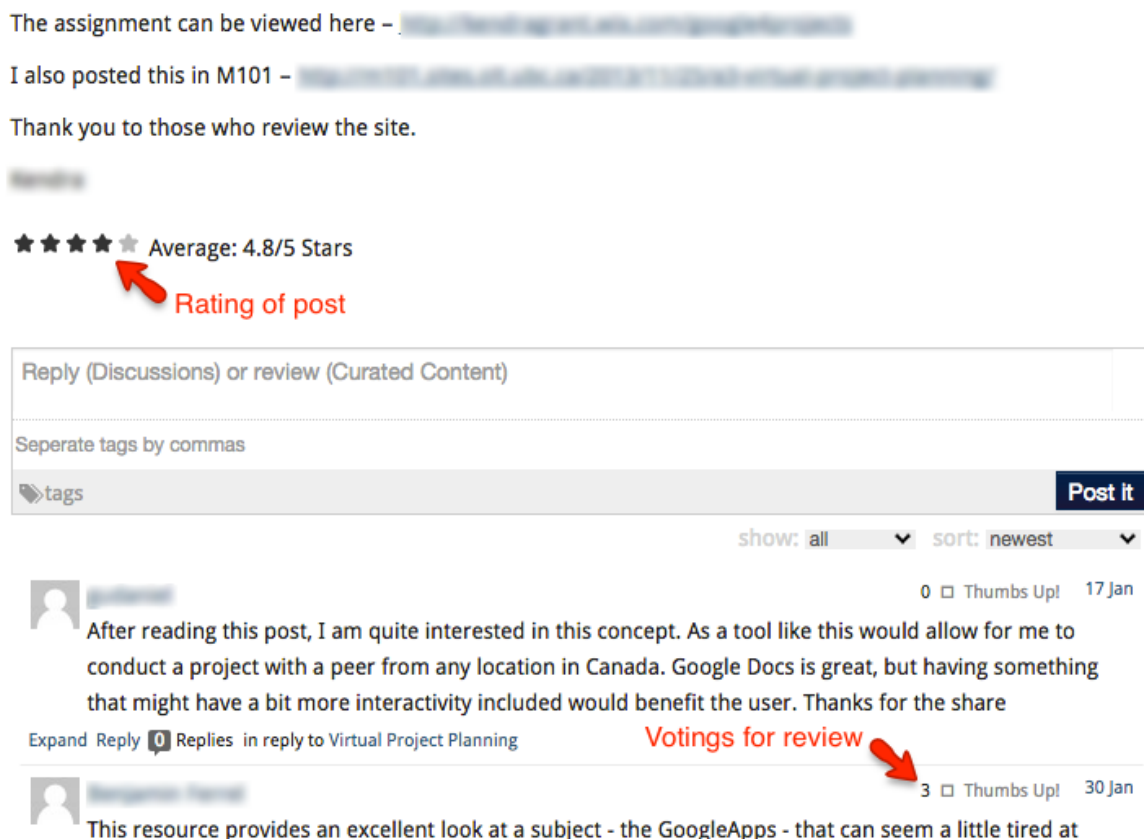 The assignment can be viewed here –
I also posted this in M101 –
Thank you to those who review the site.
Average: 4.8/5 Stars
Rating of post
Reply (Discussions) or review (Curated Content)
Seperate tags by commas
tags
Post it
show: all sort: newest
0 Thumbs Up! 17 Jan
After reading this post, I am quite interested in this concept. As a tool like this would allow for me to
conduct a project with a peer from any location in Canada. Google Docs is great, but having something
that might have a bit more interactivity included would benefit the user. Thanks for the share
Expand Reply 0 Replies in reply to Virtual Project Planning
Votings for review
3 Thumbs Up! 30 Jan
This resource provides an excellent look at a subject - the GoogleApps - that can seem a little tired at